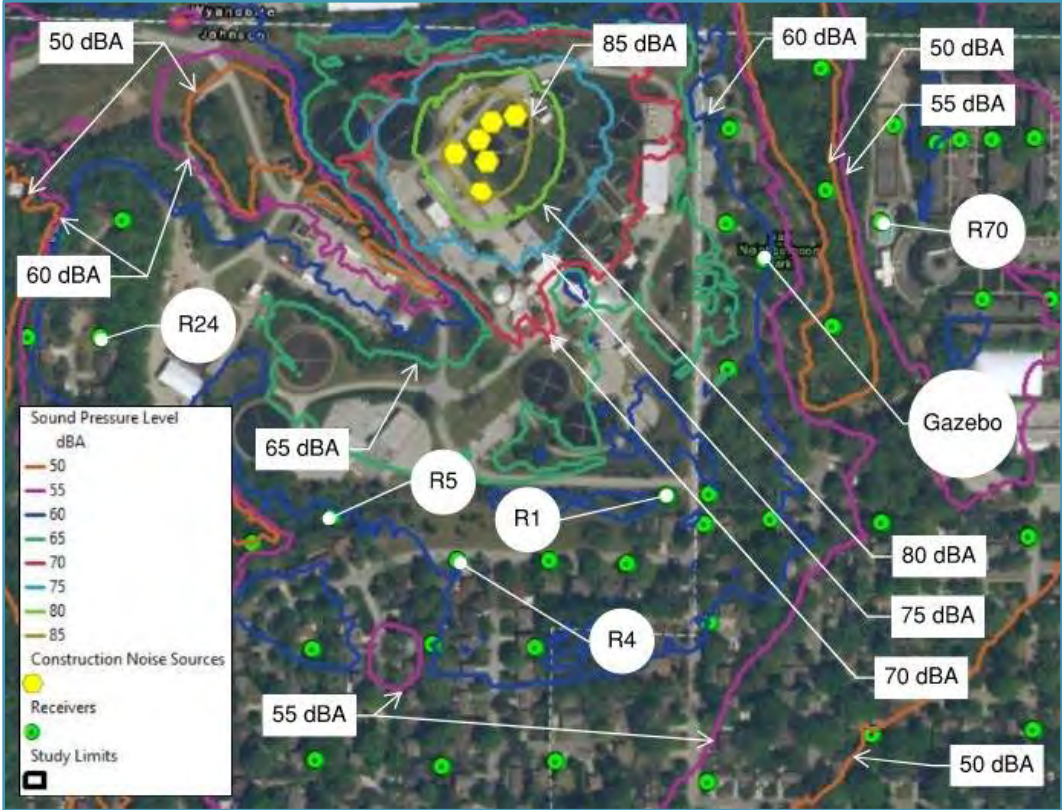 Wyandotte
Johnson
50 dBA
85 dBA
60 dBA
50 dBA
55 dBA
R70
60 dBA
R24
Gazebo
65 dBA
R5
R1
R4
80 dBA
75 dBA
70 dBA
55 dBA
50 dBA
Sound Pressure Level
dBA
50
55
60
65
70
75
80
85
Construction Noise Sources
Receivers
Study Limits